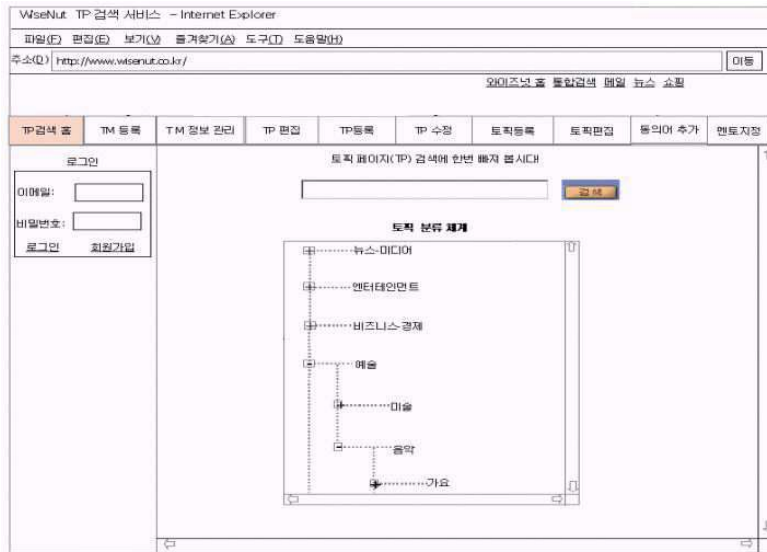 WiseNut TP 검색 서비스 - Internet Explorer
파일(F) 편집(E) 보기(V) 즐겨찾기(A) 도구(T) 도움말(H)
주소(D) http://www.wisenut.co.kr/ 이동
와이즈넛 홈 통합검색 메일 뉴스 쇼핑
TP검색 홈 TM 등록 TM 정보 관리 TP 편집 TP등록 TP 수정 토픽등록 토픽편집 동의어 추가 멘토지정
로그인
이메일:
비밀번호:
로그인 회원가입
토픽 페이지(TP) 검색에 한번 빠져 봅시다!
검색
토픽 분류 체계
뉴스-미디어
엔터테인먼트
비즈니스-경제
예술
미술
음악
가요